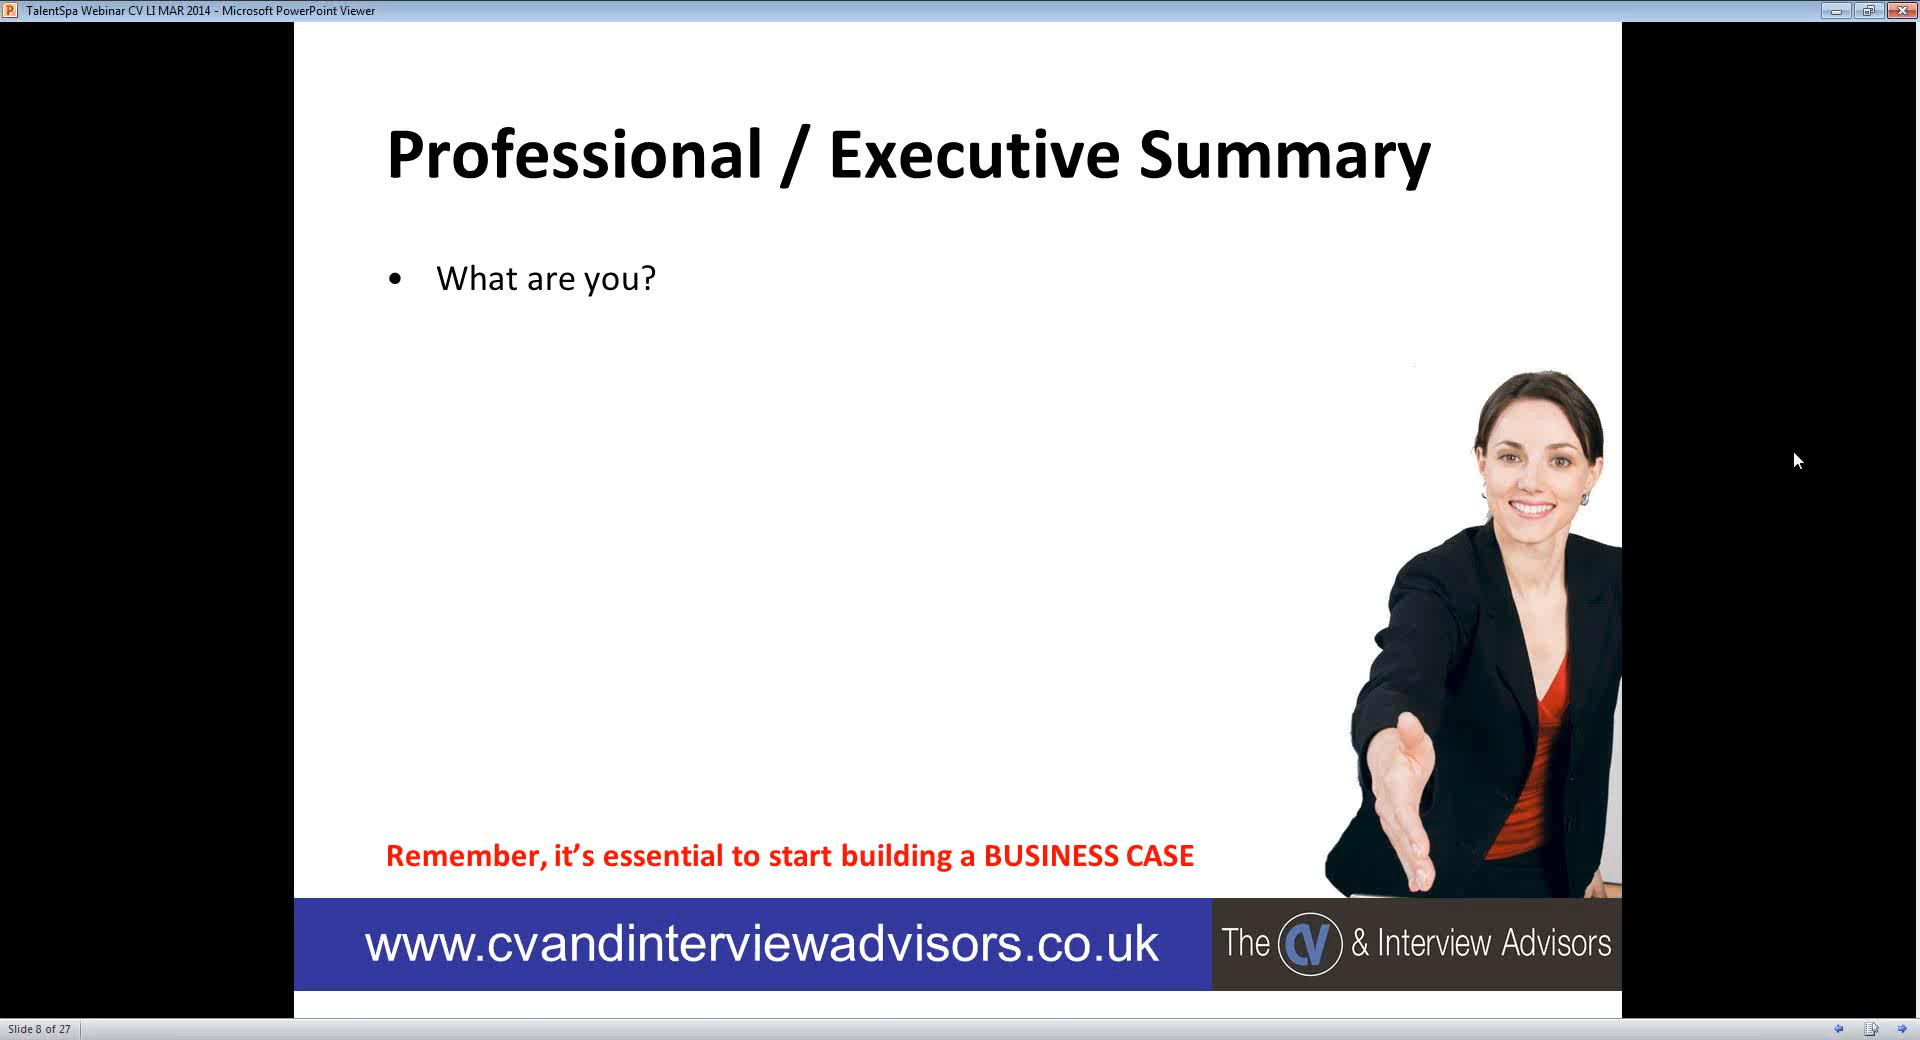 TalentSpa Webinar CV LI MAR 2014 - Microsoft PowerPoint Viewer
Professional / Executive Summary
• What are you?
Remember, it’s essential to start building a BUSINESS CASE
www.cvandinterviewadvisors.co.uk
The CV & Interview Advisors
Slide 8 of 27